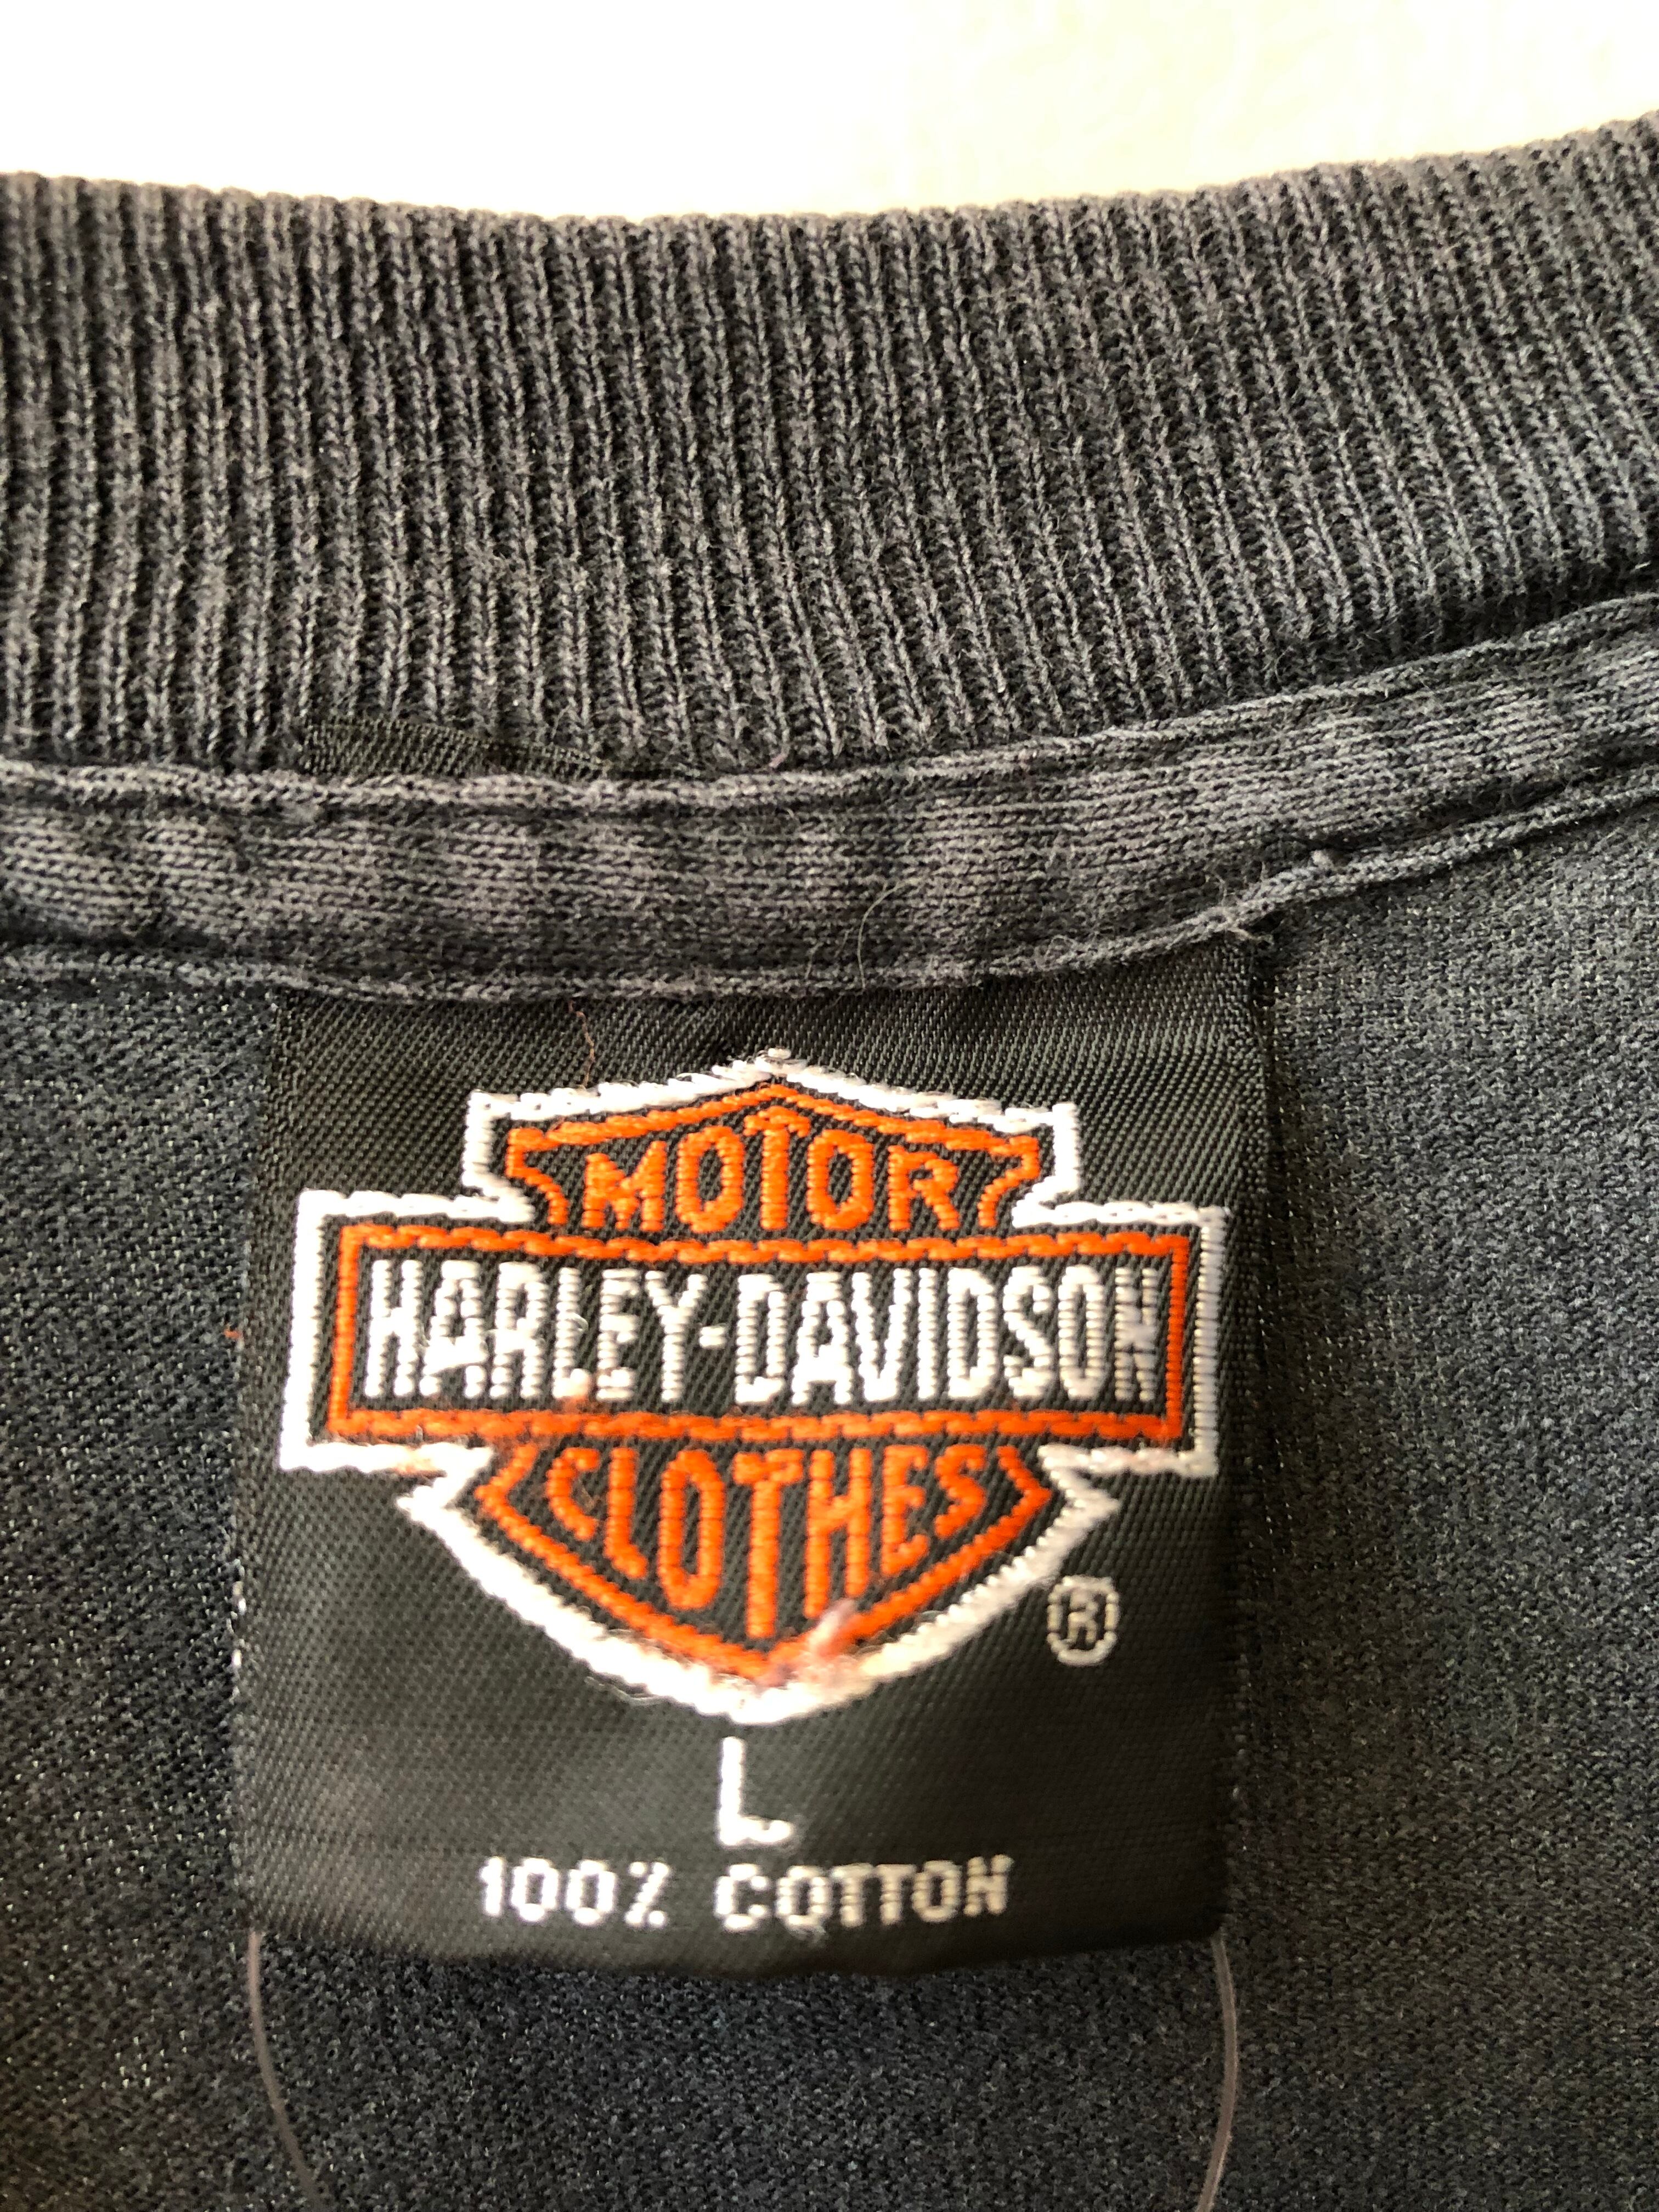 MOTOR
HARLEY-DAVIDSON
CLOTHES
®
L
100% COTTON